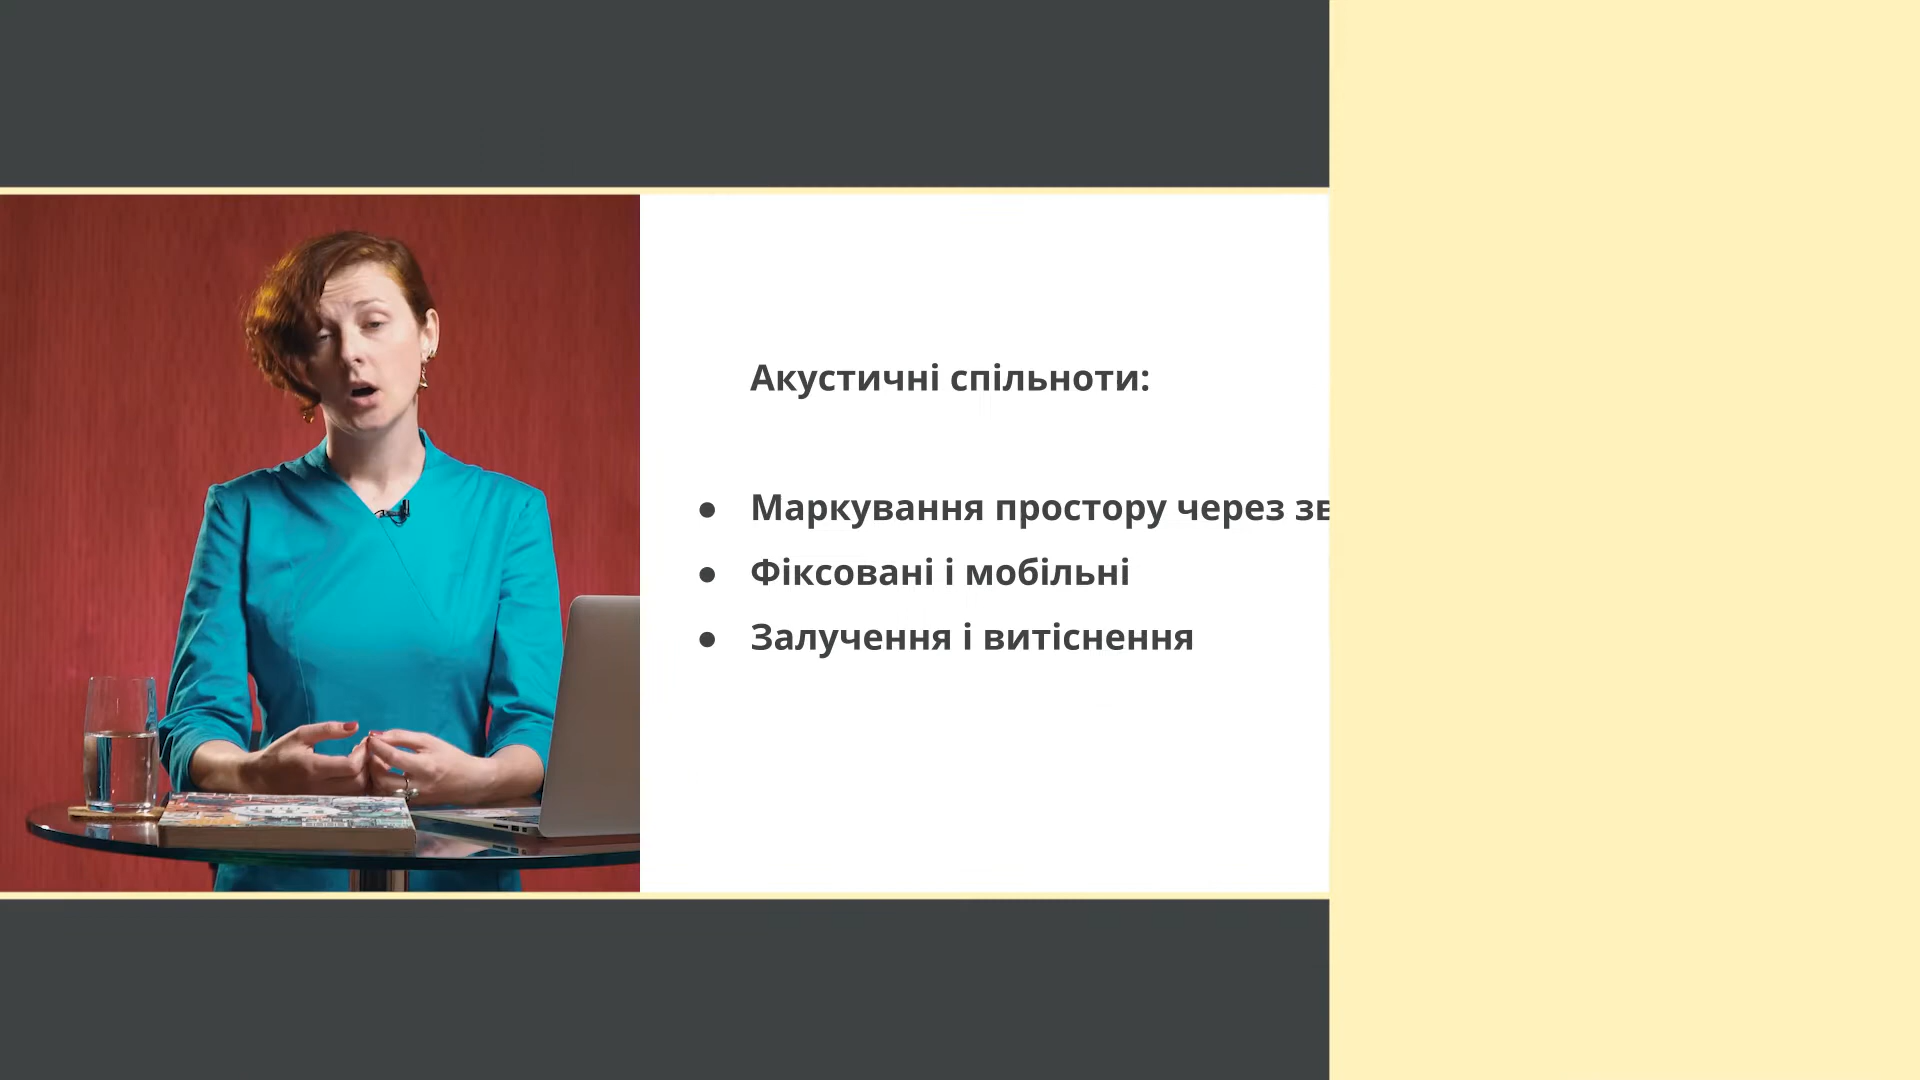 Акустичні спільноти:
● Маркування простору через зв
● Фіксовані і мобільні
● Залучення і витіснення